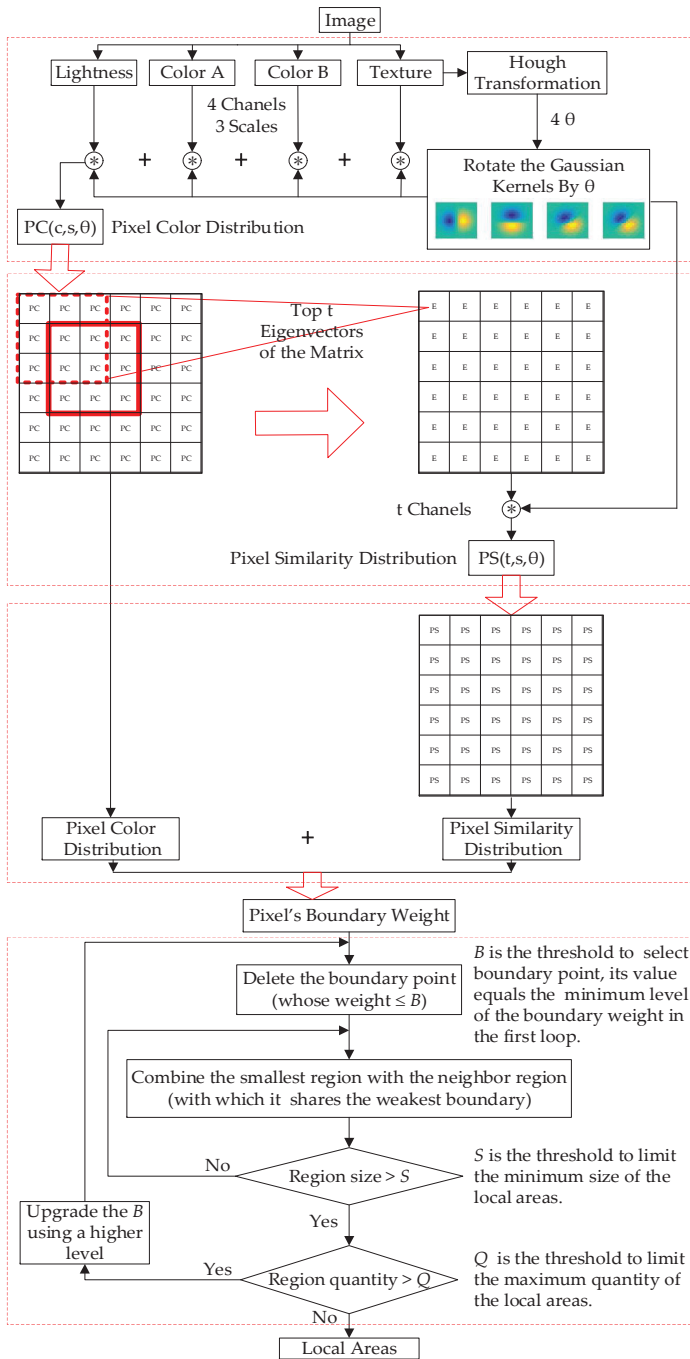 Image
Lightness
Color A
Color B
Texture
Hough
Transformation
4 Chanels
3 Scales
4 θ
* + * + * + *
Rotate the Gaussian
Kernels By θ
PC(c,s,θ)
Pixel Color Distribution
PC PC PC PC PC PC
PC PC PC PC PC PC
PC PC PC PC PC PC
PC PC PC PC PC PC
PC PC PC PC PC PC
PC PC PC PC PC PC
Top t
Eigenvectors
of the Matrix
E E E E E E
E E E E E E
E E E E E E
E E E E E E
E E E E E E
E E E E E E
t Chanels
*
Pixel Similarity Distribution
PS(t,s,θ)
PS PS PS PS PS PS
PS PS PS PS PS PS
PS PS PS PS PS PS
PS PS PS PS PS PS
PS PS PS PS PS PS
PS PS PS PS PS PS
Pixel Color
Distribution
+
Pixel Similarity
Distribution
Pixel's Boundary Weight
Delete the boundary point
(whose weight ≤ B)
B is the threshold to select
boundary point, its value
equals the minimum level
of the boundary weight in
the first loop.
Combine the smallest region with the neighbor region
(with which it shares the weakest boundary)
No
Region size > S
S is the threshold to limit
the minimum size of the
local areas.
Yes
Upgrade the B
using a higher
level
Yes
Region quantity > Q
Q is the threshold to limit
the maximum quantity of
the local areas.
No
Local Areas